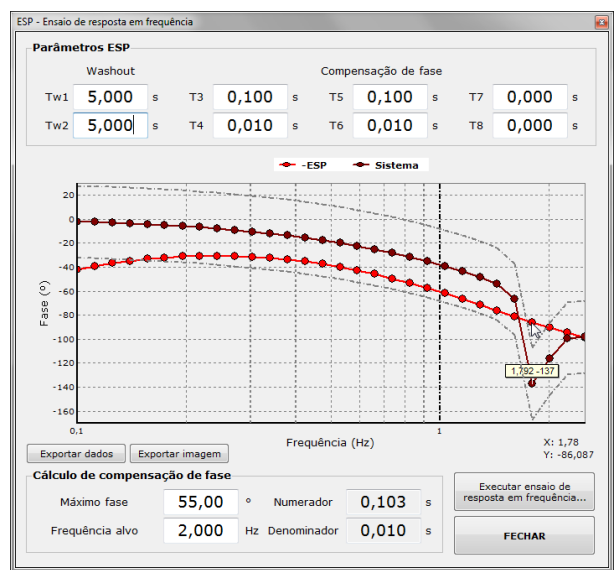 ESP - Ensaio de resposta em frequência
Parâmetros ESP
Washout Compensação de fase
Tw1 5,000 s T3 0,100 s T5 0,100 s T7 0,000 s
Tw2 5,000 s T4 0,010 s T6 0,010 s T8 0,000 s
-ESP Sistema
20
0
-20
-40
-60
-80
-100
-120
-140
-160
Fase (º)
1,792 -137
0.1 1
Frequência (Hz)
X: 1,78
Y: -86,087
Exportar dados Exportar imagem
Cálculo de compensação de fase
Máximo fase 55,00 º Numerador 0,103 s
Frequência alvo 2,000 Hz Denominador 0,010 s
Executar ensaio de
resposta em frequência...
FECHAR